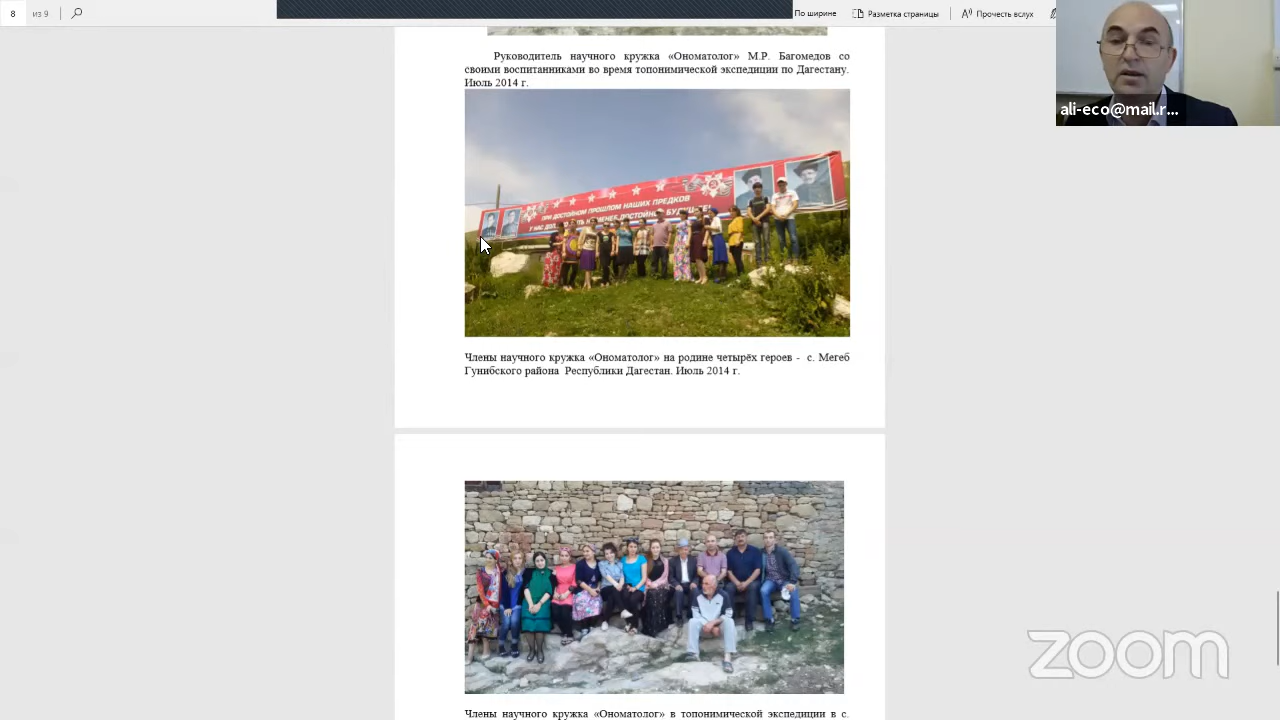 8 из 9
По ширине
Разметка страницы
Прочесть вслух
ali-eco@mail.r...
Руководитель научного кружка «Ономатолог» М.Р. Багомедов со
своими воспитанниками во время топонимической экспедиции по Дагестану.
Июль 2014 г.
ПРИ ДОСТОЙНОМ ПРОШЛОМ НАШИХ ПРЕДКОВ
Члены научного кружка «Ономатолог» на родине четырёх героев - с. Мегеб
Гунибского района Республики Дагестан. Июль 2014 г.
zoom
Члены научного кружка «Ономатолог» в топонимической экспедиции в с.